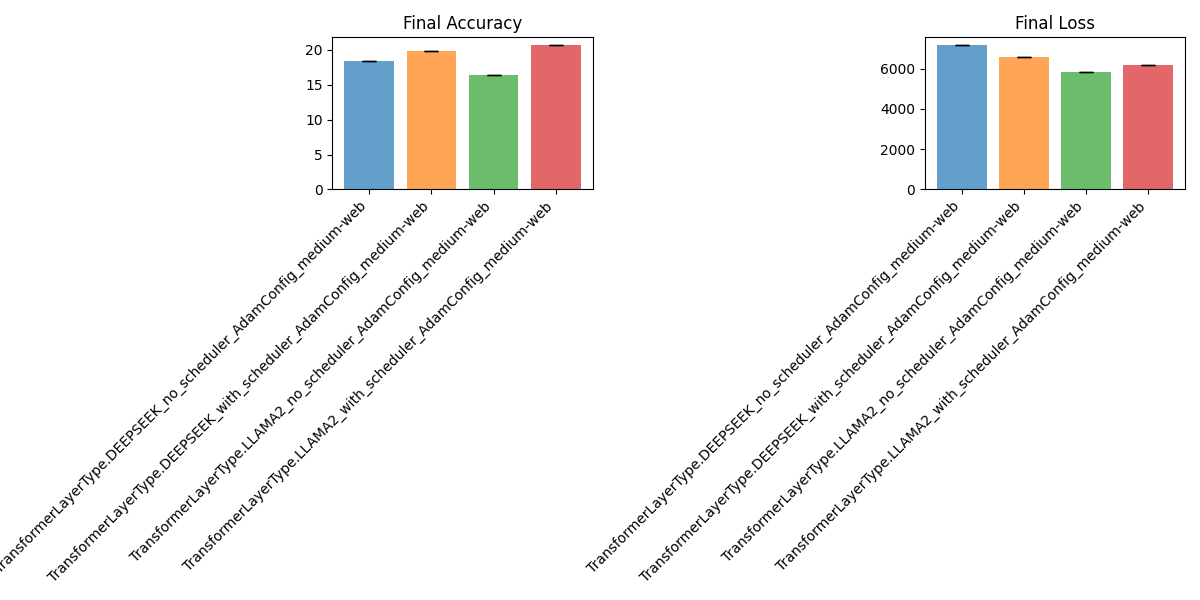 Final Accuracy
20
15
10
5
0
TransformerLayerType.DEEPSEEK_no_scheduler_AdamConfig_medium-web
TransformerLayerType.DEEPSEEK_with_scheduler_AdamConfig_medium-web
TransformerLayerType.LLAMA2_no_scheduler_AdamConfig_medium-web
TransformerLayerType.LLAMA2_with_scheduler_AdamConfig_medium-web
Final Loss
6000
4000
2000
0
TransformerLayerType.DEEPSEEK_no_scheduler_AdamConfig_medium-web
TransformerLayerType.DEEPSEEK_with_scheduler_AdamConfig_medium-web
TransformerLayerType.LLAMA2_no_scheduler_AdamConfig_medium-web
TransformerLayerType.LLAMA2_with_scheduler_AdamConfig_medium-web